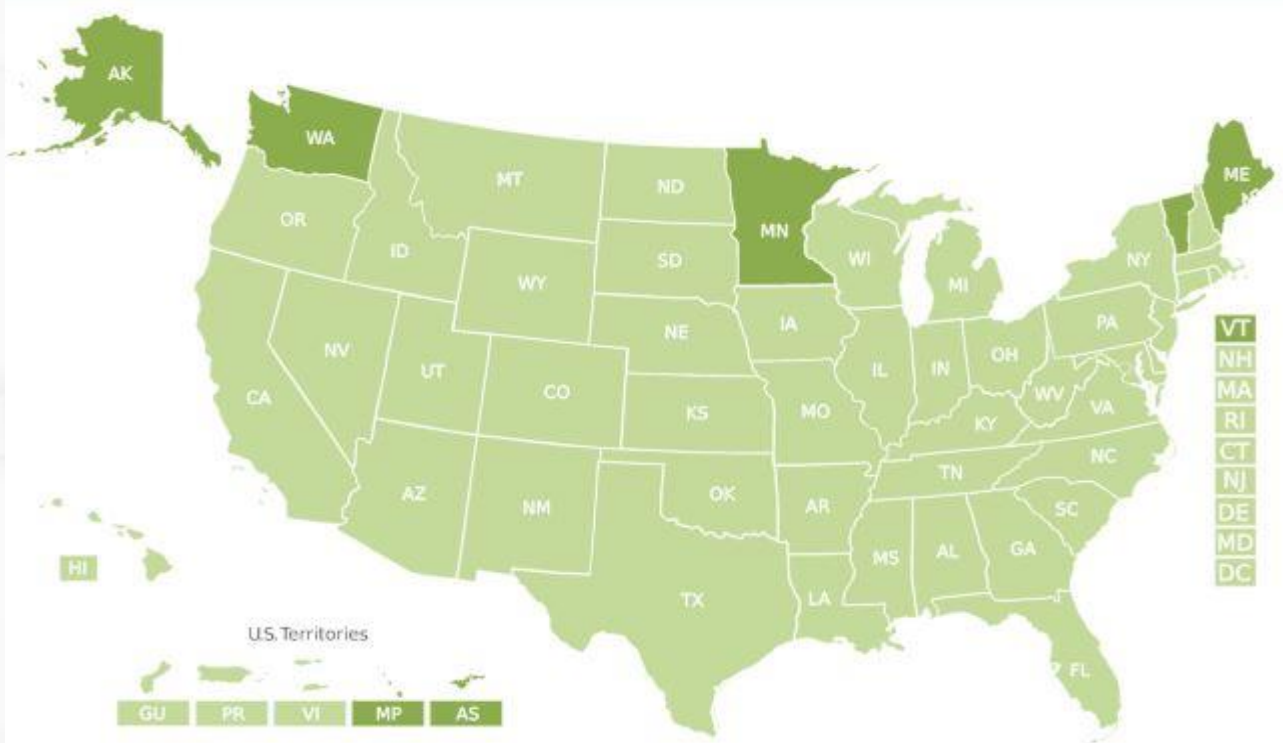 AK
WA
MT
ND
MN
ME
OR
ID
WY
SD
WI
MI
NY
NV
UT
CO
NE
IA
IL
IN
OH
PA
CA
AZ
NM
KS
MO
KY
WV
VA
OK
AR
TN
NC
SC
TX
LA
MS
AL
GA
FL
HI
VT
NH
MA
RI
CT
NJ
DE
MD
DC
U.S. Territories
GU PR VI MP AS